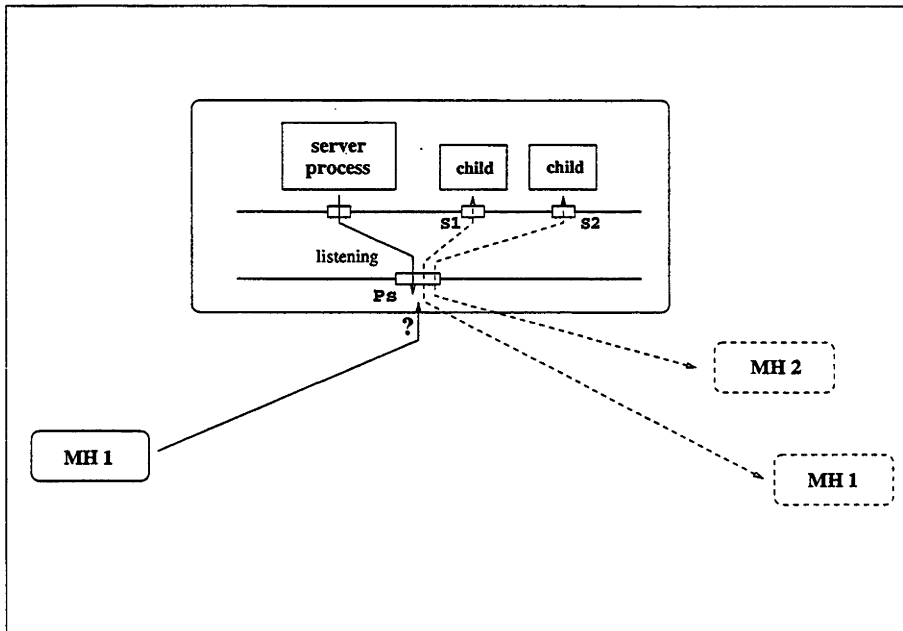 server
process
child
child
S1
S2
listening
Ps
?
MH 2
MH 1
MH 1